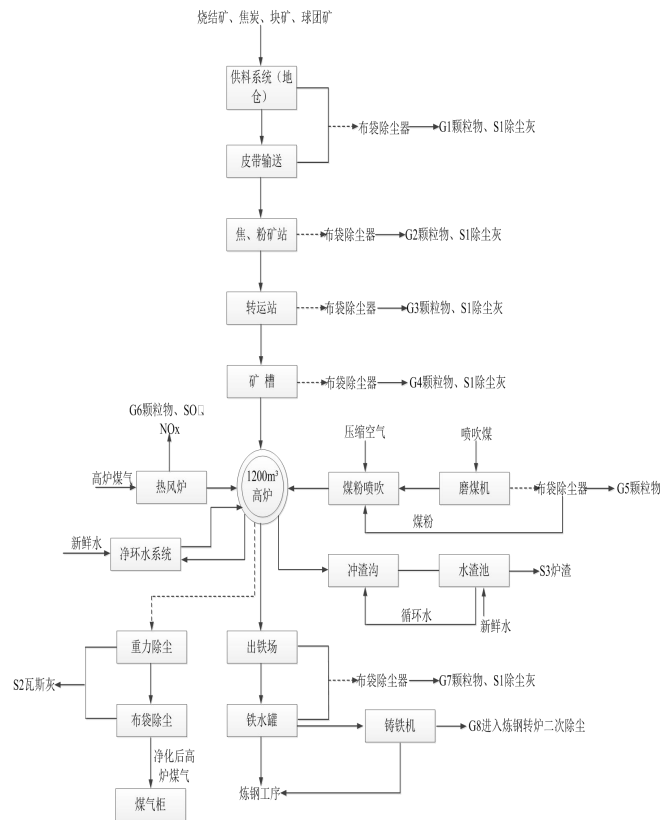 烧结矿、焦炭、块矿、球团矿
供料系统（地
仓）
布袋除尘器
G1颗粒物、S1除尘灰
皮带输送
焦、粉矿站
布袋除尘器
G2颗粒物、S1除尘灰
转运站
布袋除尘器
G3颗粒物、S1除尘灰
矿 槽
布袋除尘器
G4颗粒物、S1除尘灰
G6颗粒物、SO
NOx
压缩空气
喷吹煤
高炉煤气
热风炉
1200m³
高炉
煤粉喷吹
磨煤机
布袋除尘器
G5颗粒物
煤粉
新鲜水
净环水系统
冲渣沟
水渣池
S3炉渣
循环水
新鲜水
重力除尘
出铁场
S2瓦斯灰
布袋除尘器
G7颗粒物、S1除尘灰
布袋除尘
铁水罐
铸铁机
G8进入炼钢转炉二次除尘
净化后高
炉煤气
煤气柜
炼钢工序